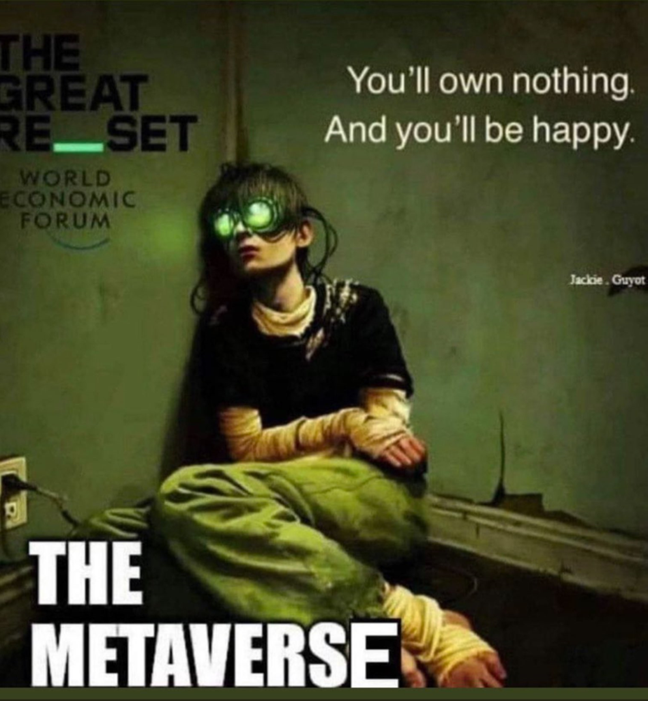 THE
GREAT
RE_SET
WORLD
ECONOMIC
FORUM
You'll own nothing.
And you'll be happy.
Jackie . Guyot
THE
METAVERSE